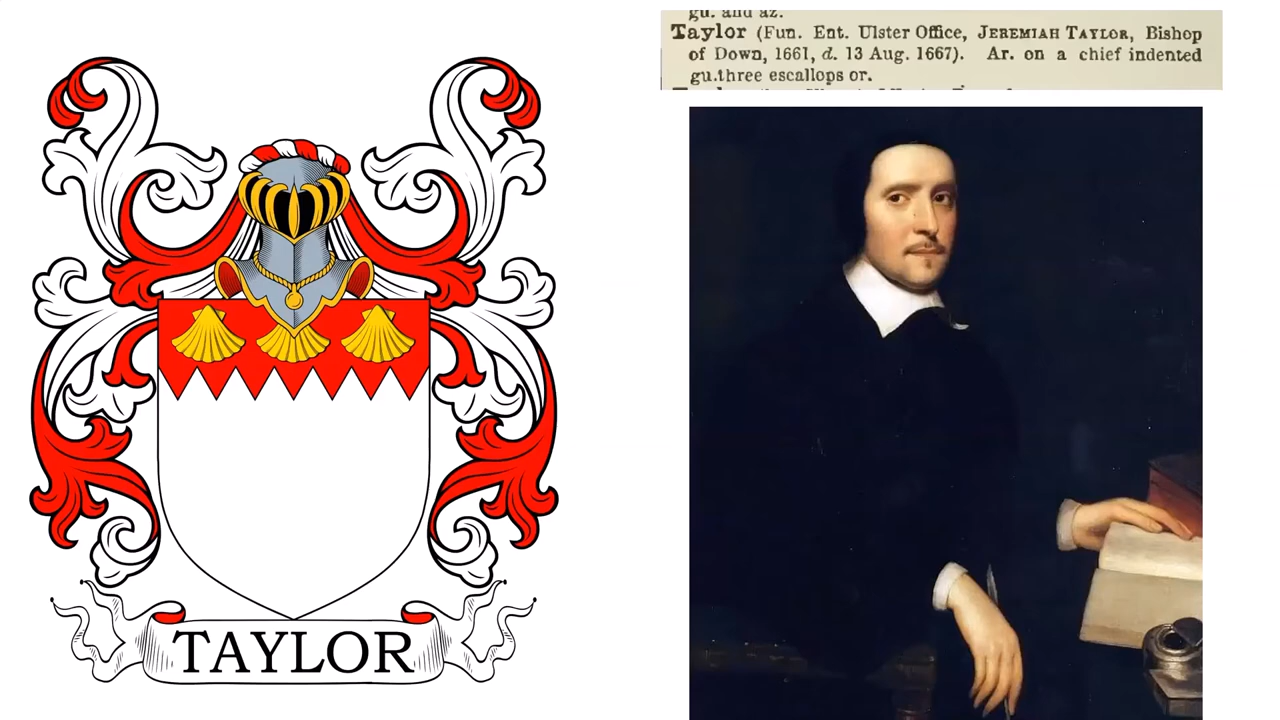 gu. and az.
Taylor (Fun. Ent. Ulster Office, JEREMIAH TAYLOR, Bishop
of Down, 1661, d. 13 Aug. 1667). Ar. on a chief indented
gu.three escallops or.
TAYLOR